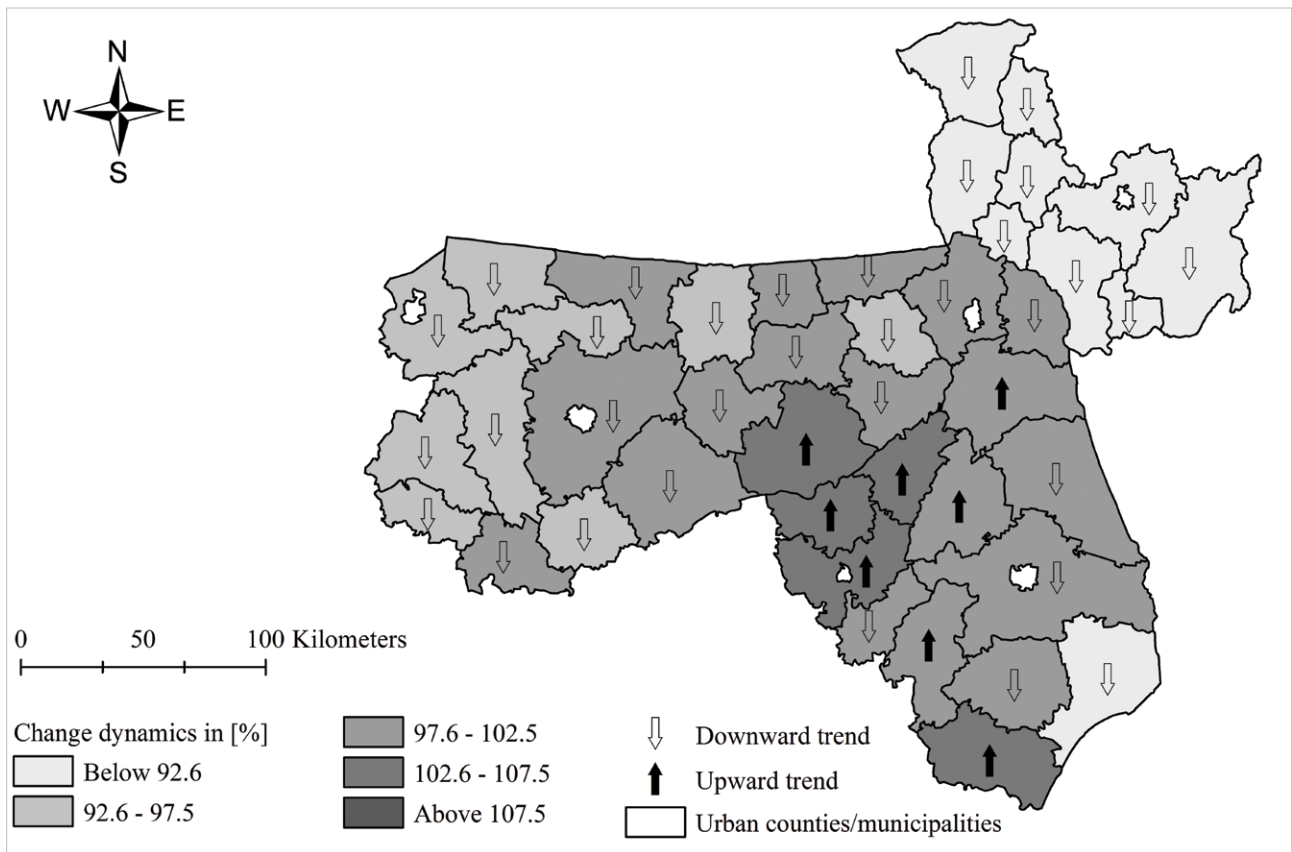 N
W E
S
0 50 100 Kilometers
Change dynamics in [%]
Below 92.6
92.6 - 97.5
97.6 - 102.5
102.6 - 107.5
Above 107.5
Downward trend
Upward trend
Urban counties/municipalities